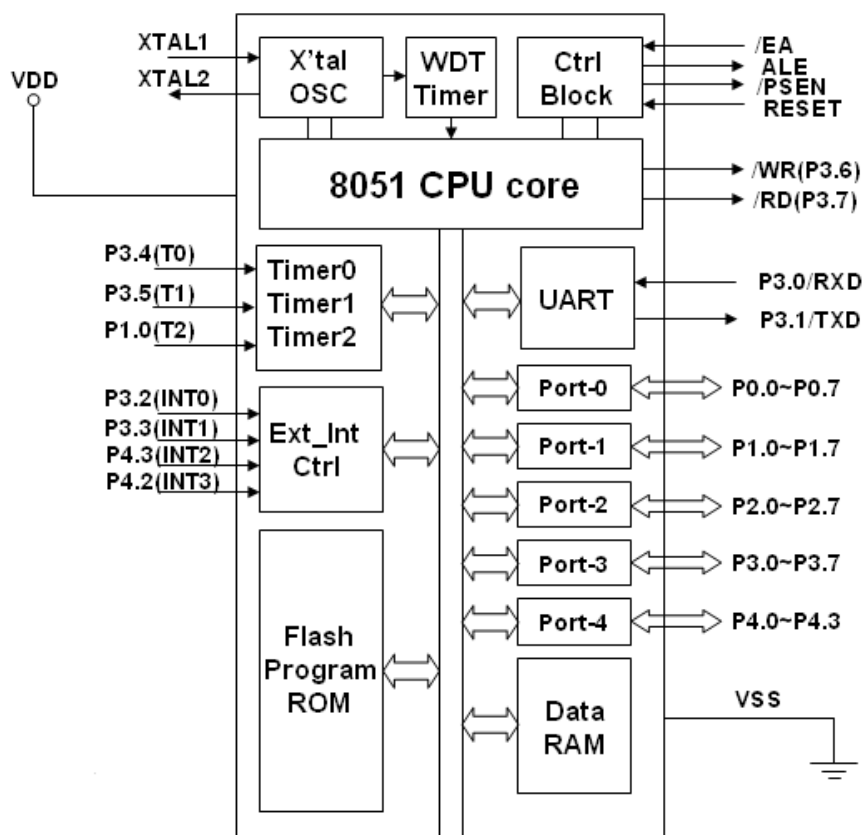 XTAL1
XTAL2
VDD
X'tal
OSC
WDT
Timer
Ctrl
Block
/EA
ALE
/PSEN
RESET
8051 CPU core
/WR(P3.6)
/RD(P3.7)
P3.4(T0)
P3.5(T1)
P1.0(T2)
Timer0
Timer1
Timer2
UART
P3.0/RXD
P3.1/TXD
P3.2(INT0)
P3.3(INT1)
P4.3(INT2)
P4.2(INT3)
Ext_Int
Ctrl
Port-0
P0.0~P0.7
Port-1
P1.0~P1.7
Port-2
P2.0~P2.7
Port-3
P3.0~P3.7
Port-4
P4.0~P4.3
Flash
Program
ROM
Data
RAM
VSS